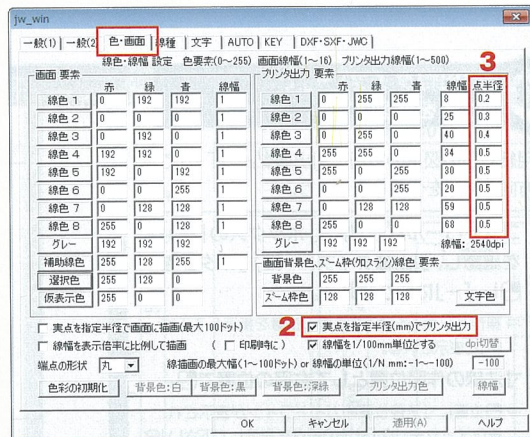 jw_win
一般(1) 一般(2 色・画面 線種 文字 AUTO KEY DXF・SXF・JWC
線色・線幅 設定 色要素(0~255) 画面線幅(1~16) プリンタ出力線幅(1~500)
3
画面 要素 プリンタ出力 要素
赤 緑 青 線幅 赤 緑 青 線幅 点半径
線色 1 0 192 192 1 線色 1 0 255 255 8 0.2
線色 2 0 0 0 1 線色 2 0 0 0 25 0.3
線色 3 0 192 0 1 線色 3 0 255 0 40 0.4
線色 4 192 192 0 1 線色 4 255 255 0 34 0.5
線色 5 192 0 192 1 線色 5 255 0 255 30 0.5
線色 6 0 0 255 1 線色 6 0 0 255 20 0.5
線色 7 0 128 128 1 線色 7 0 128 128 59 0.5
線色 8 255 0 128 1 線色 8 255 0 128 68 0.5
グレー 192 192 192 1 グレー 192 192 192 線幅: 2540dpi
補助線色 255 128 255 1 背景色、ズーム枠(クロスライン)線色 要素
選択色 255 128 0 背景色 255 255 255
仮表示色 255 0 0 ズーム枠色 128 128 128 文字色
実点を指定半径で画面に描画(最大100ドット) 2 実点を指定半径(mm)でプリンタ出力
線幅を表示倍率に比例して描画 ( 印刷時に ) 線幅を1/100mm単位とする dpi切替
端点の形状 丸 線描画の最大幅(1~100ドット) or 線幅の単位(1/N mm:-1~-100) -100
色彩の初期化 背景色:白 背景色:黒 背景色:深緑 プリンタ出力色 線幅
OK キャンセル 適用(A) ヘルプ